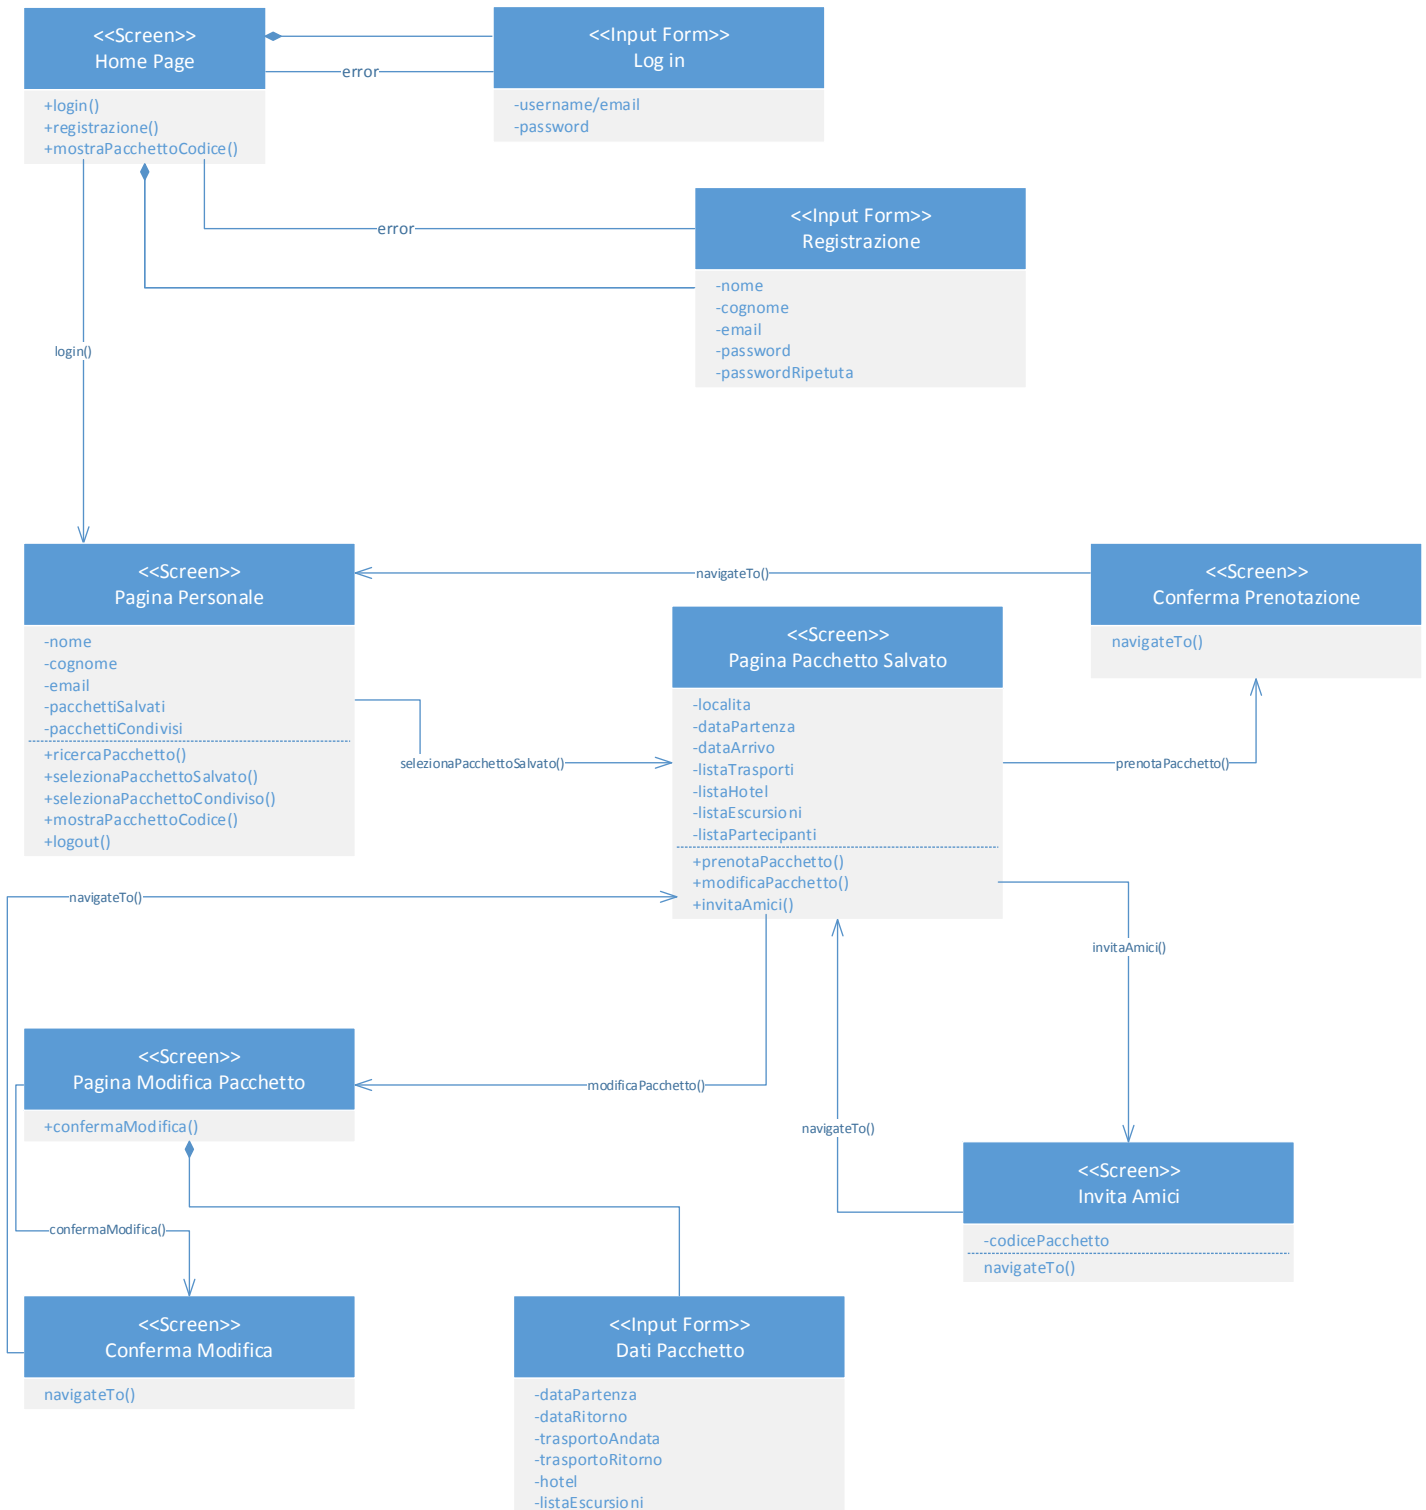 <<Screen>>
Home Page
+login()
+registrazione()
+mostraPacchettoCodice()
<<Input Form>>
Log in
-username/email
-password
error
<<Input Form>>
Registrazione
-nome
-cognome
-email
-password
-passwordRipetuta
error
login()
<<Screen>>
Pagina Personale
-nome
-cognome
-email
-pacchettiSalvati
-pacchettiCondivisi
+ricercaPacchetto()
+selezionaPacchettoSalvato()
+selezionaPacchettoCondiviso()
+mostraPacchettoCodice()
+logout()
navigateTo()
<<Screen>>
Conferma Prenotazione
navigateTo()
selezionaPacchettoSalvato()
<<Screen>>
Pagina Pacchetto Salvato
-localita
-dataPartenza
-dataArrivo
-listaTrasporti
-listaHotel
-listaEscursioni
-listaPartecipanti
+prenotaPacchetto()
+modificaPacchetto()
+invitaAmici()
prenotaPacchetto()
navigateTo()
invitaAmici()
<<Screen>>
Pagina Modifica Pacchetto
+confermaModifica()
modificaPacchetto()
navigateTo()
<<Screen>>
Invita Amici
-codicePacchetto
navigateTo()
confermaModifica()
<<Screen>>
Conferma Modifica
navigateTo()
<<Input Form>>
Dati Pacchetto
-dataPartenza
-dataRitorno
-trasportoAndata
-trasportoRitorno
-hotel
-listaEscursioni